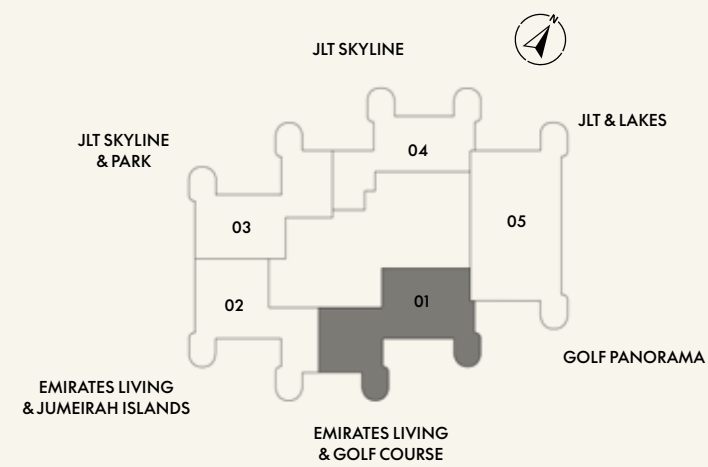 N
JLT SKYLINE
JLT & LAKES
JLT SKYLINE
& PARK
04
03
05
02
01
GOLF PANORAMA
EMIRATES LIVING
& JUMEIRAH ISLANDS
EMIRATES LIVING
& GOLF COURSE